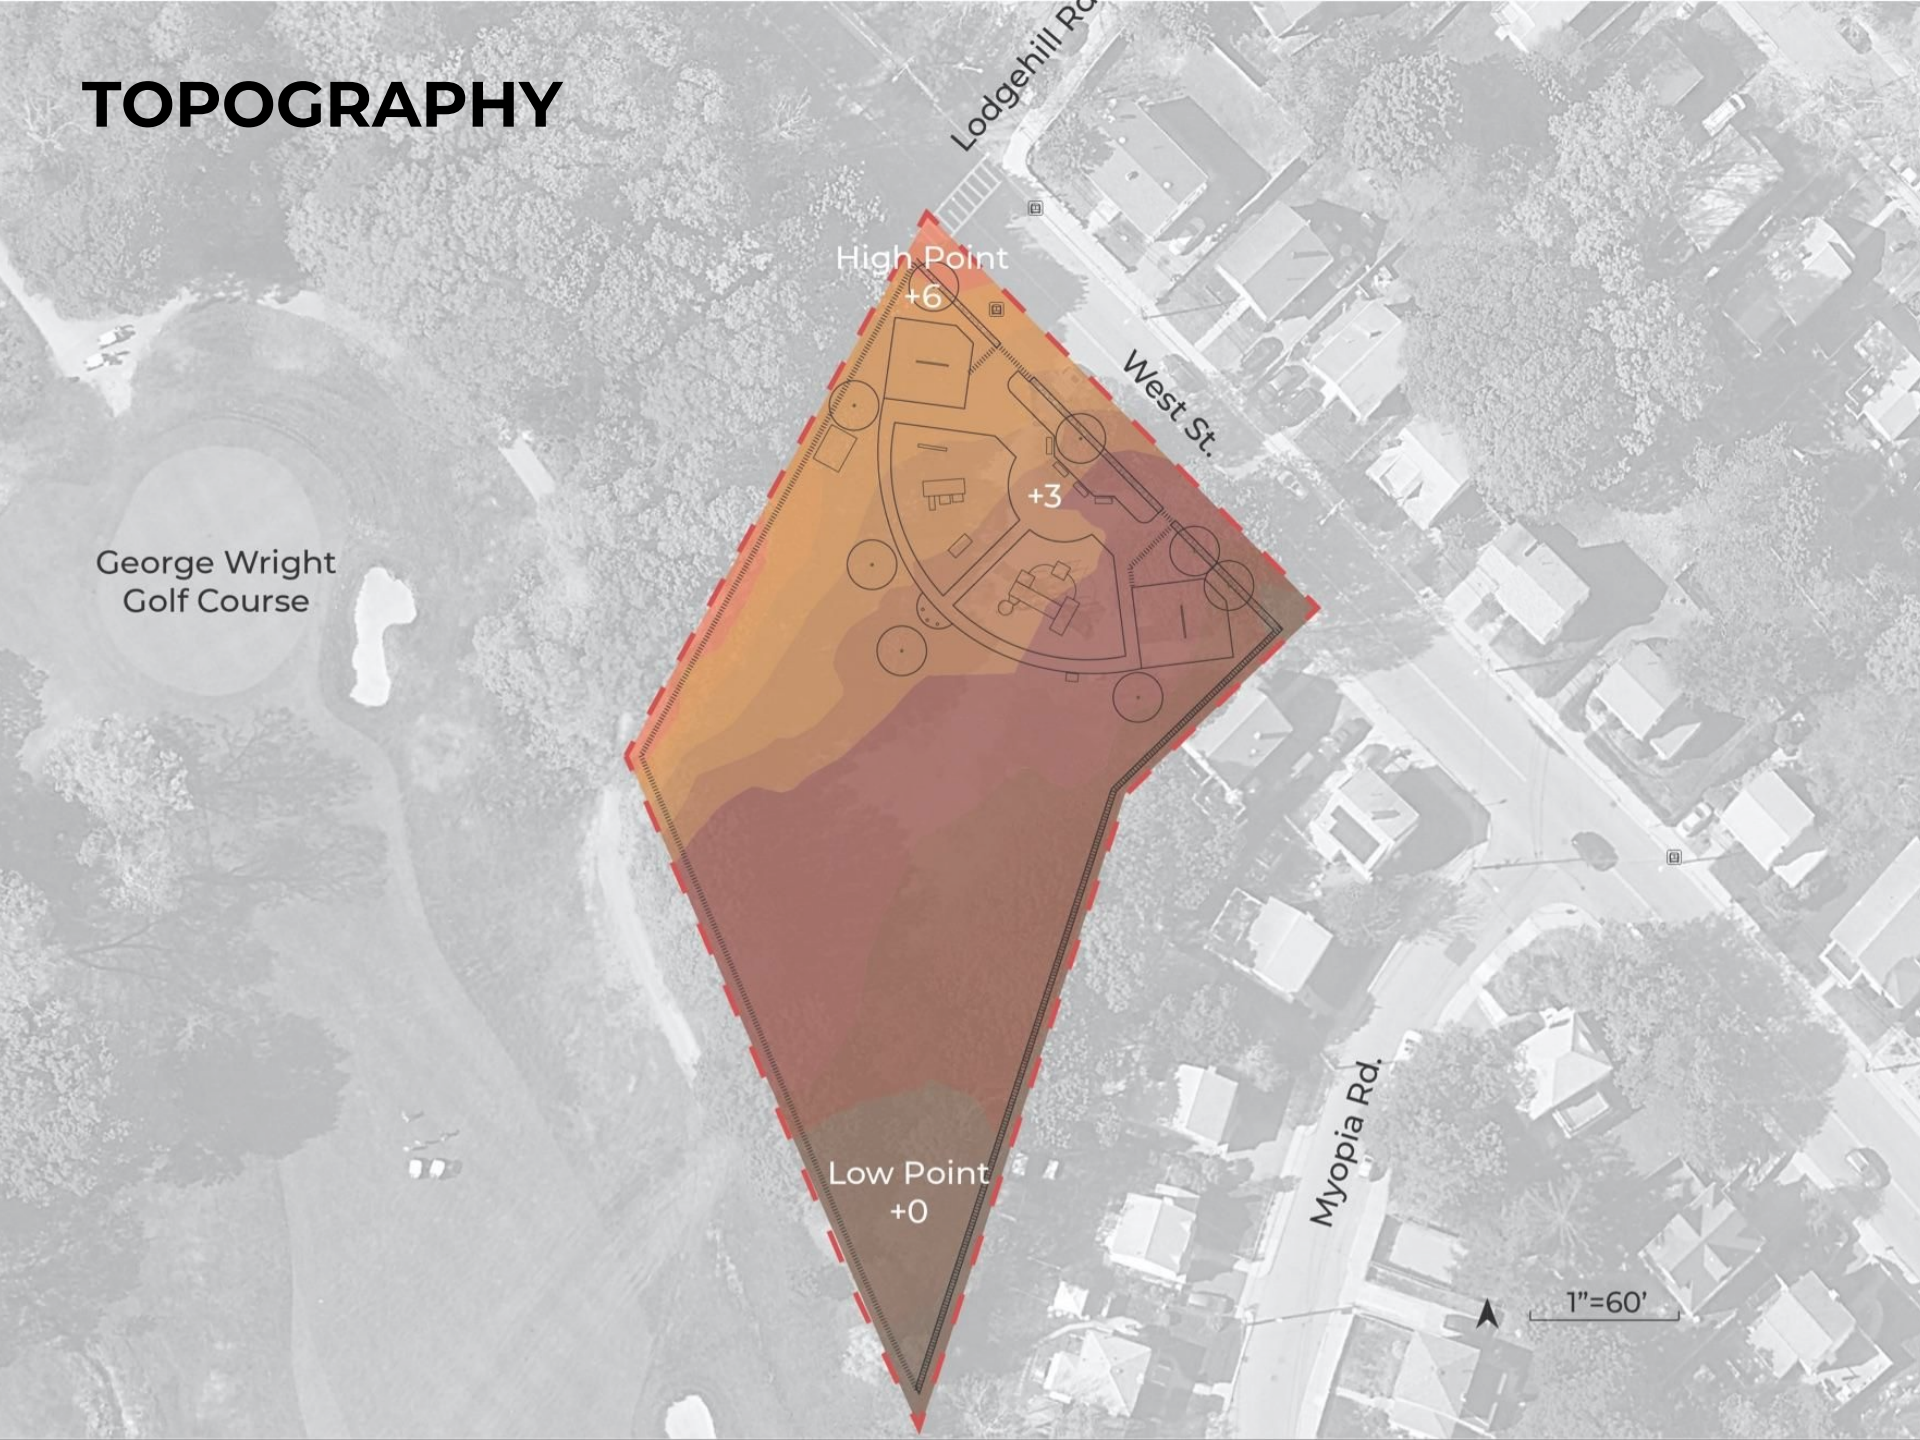 TOPOGRAPHY
Lodgehill Rd
High Point
+6
West St.
+3
George Wright
Golf Course
Low Point
+0
Myopia Rd.
1”=60’